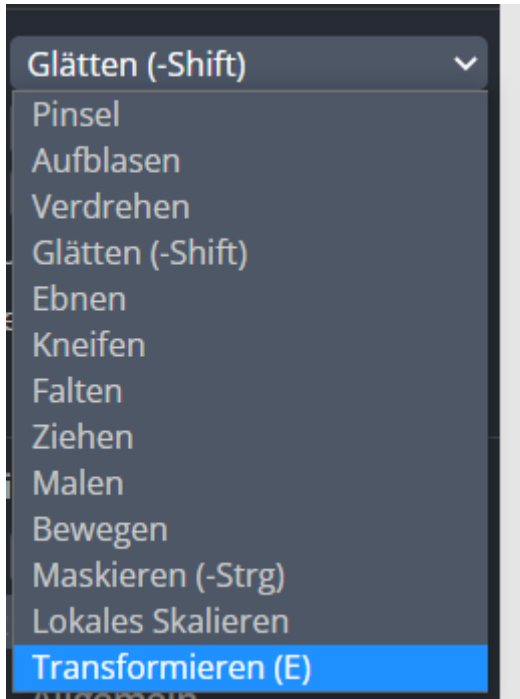 Glätten (-Shift)
Pinsel
Aufblasen
Verdrehen
Glätten (-Shift)
Ebnen
Kneifen
Falten
Ziehen
Malen
Bewegen
Maskieren (-Strg)
Lokales Skalieren
Transformieren (E)